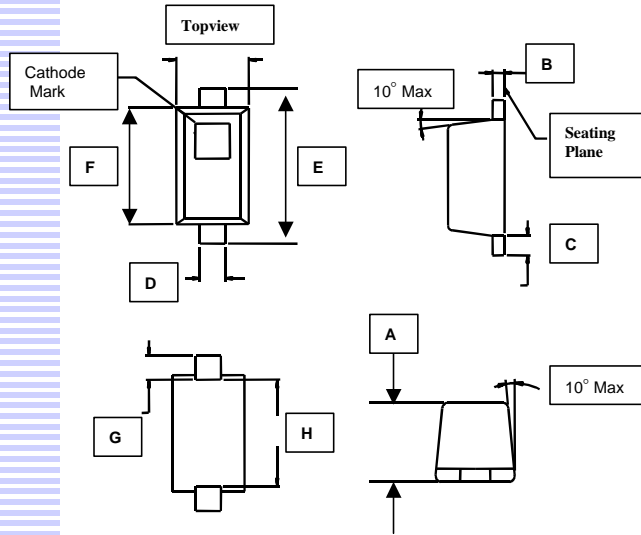 Topview
Cathode
Mark
B
10° Max
Seating
Plane
F
E
C
D
A
10° Max
G
H